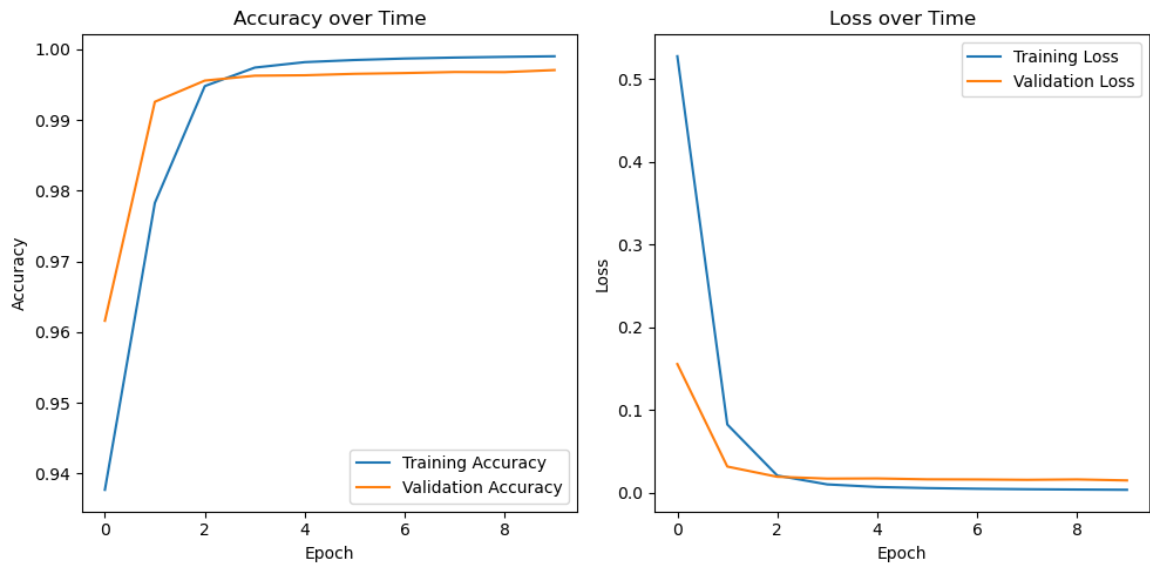 Accuracy over Time
1.00
0.99
0.98
0.97
0.96
0.95
0.94
Accuracy
0 2 4 6 8
Epoch
Training Accuracy
Validation Accuracy
Loss over Time
0.5
0.4
0.3
0.2
0.1
0.0
Loss
0 2 4 6 8
Epoch
Training Loss
Validation Loss